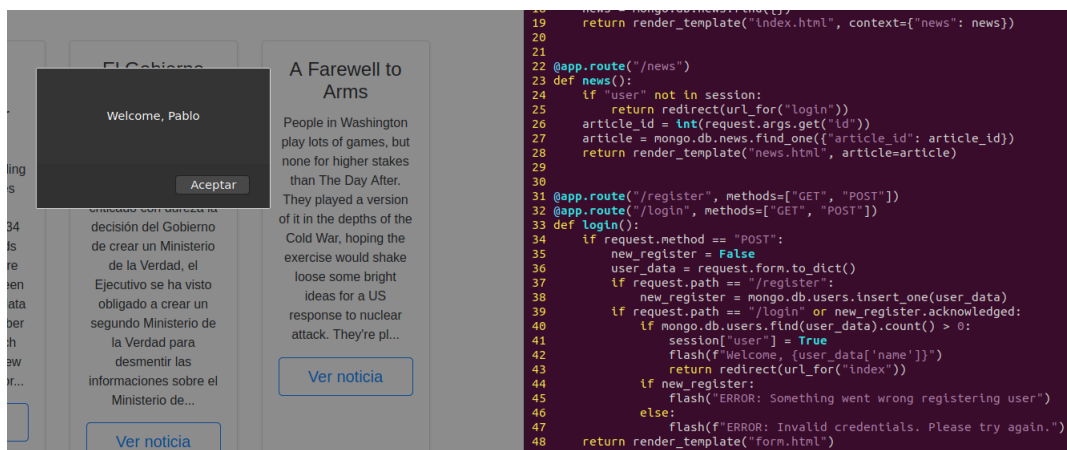 ling
34
re
ata
ber
ew
El Gobierno
criticado con dureza la
decisión del Gobierno
de crear un Ministerio
de la Verdad, el
Ejecutivo se ha visto
obligado a crear un
segundo Ministerio de
la Verdad para
desmentir las
informaciones sobre el
Ministerio de...
Ver noticia
A Farewell to
Arms
People in Washington
play lots of games, but
none for higher stakes
than The Day After.
They played a version
of it in the depths of the
Cold War, hoping the
exercise would shake
loose some bright
ideas for a US
response to nuclear
attack. They're pl...
Ver noticia
Welcome, Pablo
Aceptar
18     news = mongo.db.news.find({})
19     return render_template("index.html", context={"news": news})
20
21
22 @app.route("/news")
23 def news():
24     if "user" not in session:
25         return redirect(url_for("login"))
26     article_id = int(request.args.get("id"))
27     article = mongo.db.news.find_one({"article_id": article_id})
28     return render_template("news.html", article=article)
29
30
31 @app.route("/register", methods=["GET", "POST"])
32 @app.route("/login", methods=["GET", "POST"])
33 def login():
34     if request.method == "POST":
35         new_register = False
36         user_data = request.form.to_dict()
37         if request.path == "/register":
38             new_register = mongo.db.users.insert_one(user_data)
39         if request.path == "/login" or new_register.acknowledged:
40             if mongo.db.users.find(user_data).count() > 0:
41                 session["user"] = True
42                 flash(f"Welcome, {user_data['name']}")
43                 return redirect(url_for("index"))
44             if new_register:
45                 flash("ERROR: Something went wrong registering user")
46             else:
47                 flash(f"ERROR: Invalid credentials. Please try again.")
48     return render_template("form.html")